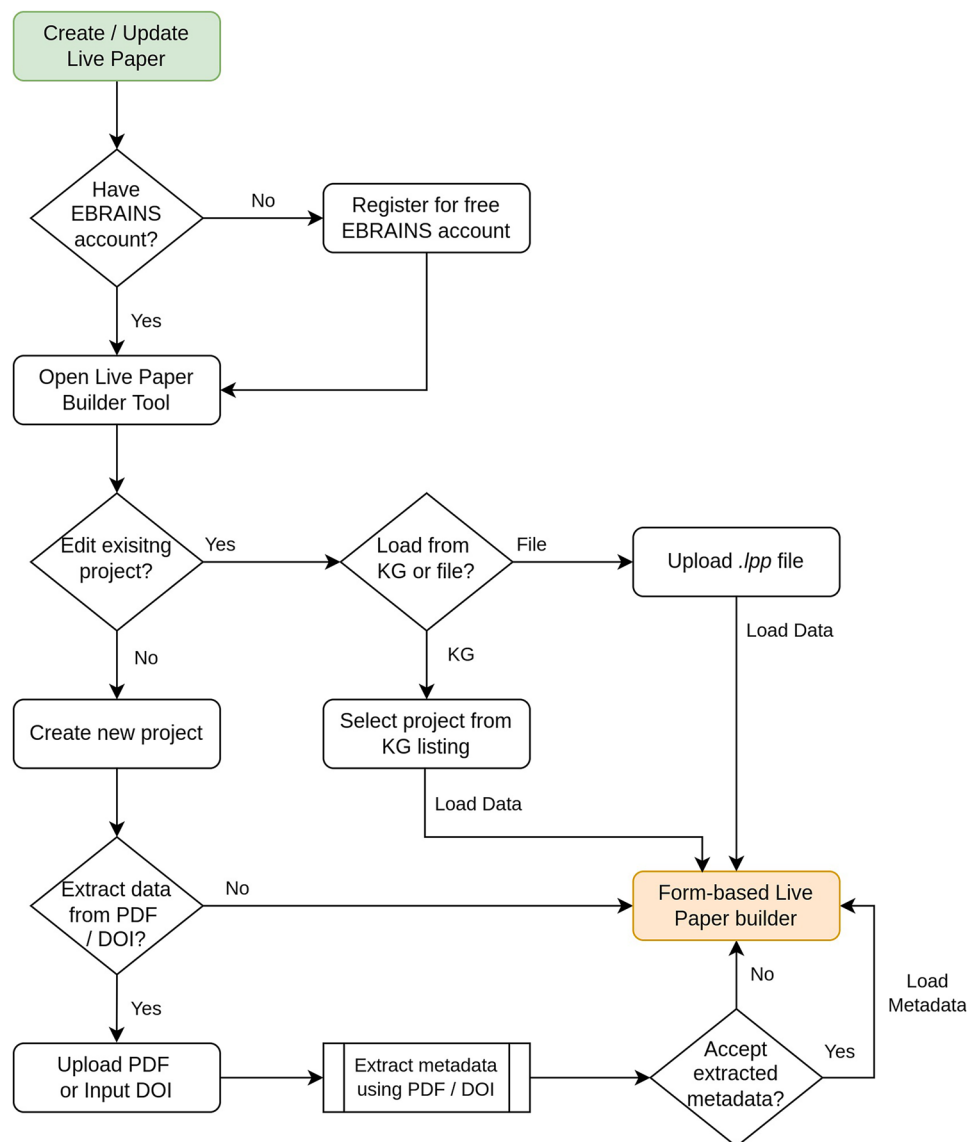 Create / Update
Live Paper
Have
EBRAINS
account?
No
Register for free
EBRAINS account
Yes
Open Live Paper
Builder Tool
Edit exisitng
project?
Yes
Load from
KG or file?
File
Upload .lpp file
Load Data
No
KG
Create new project
Select project from
KG listing
Load Data
Extract data
from PDF
/ DOI?
No
Form-based Live
Paper builder
No
Load
Metadata
Yes
Upload PDF
or Input DOI
Extract metadata
using PDF / DOI
Accept
extracted
metadata?
Yes